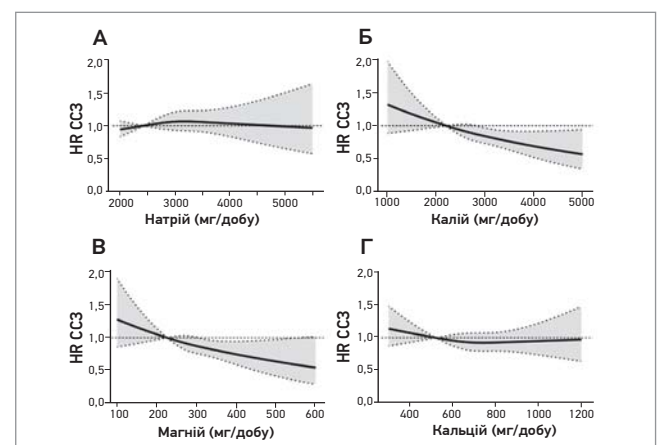 А
2,0
1,5
1,0
0,5
0,0
HR ССЗ
2000 3000 4000 5000
Натрій (мг/добу)
Б
2,0
1,5
1,0
0,5
0,0
HR ССЗ
1000 2000 3000 4000 5000
Калій (мг/добу)
В
2,0
1,5
1,0
0,5
0,0
HR ССЗ
100 200 300 400 500 600
Магній (мг/добу)
Г
2,0
1,5
1,0
0,5
0,0
HR ССЗ
400 600 800 1000 1200
Кальцій (мг/добу)